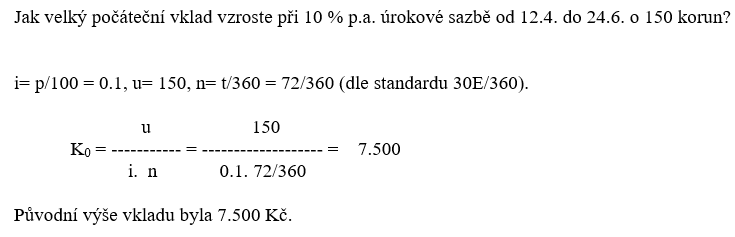 Jak velký počáteční vklad vzroste při 10 % p.a. úrokové sazbě od 12.4. do 24.6. o 150 korun?
i= p/100 = 0.1, u= 150, n= t/360 = 72/360 (dle standardu 30E/360).
u 150
K₀ = ----------- = ------------------- = 7.500
i. n 0.1. 72/360
Původní výše vkladu byla 7.500 Kč.